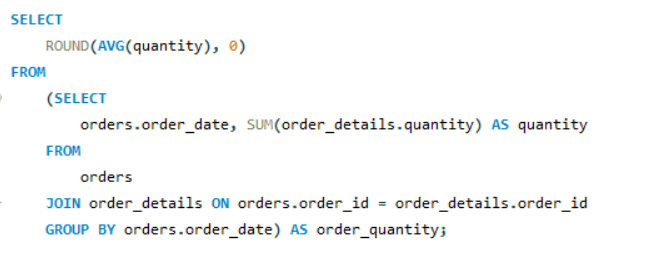 SELECT
ROUND(AVG(quantity), 0)
FROM
(SELECT
orders.order_date, SUM(order_details.quantity) AS quantity
FROM
orders
JOIN order_details ON orders.order_id = order_details.order_id
GROUP BY orders.order_date) AS order_quantity;